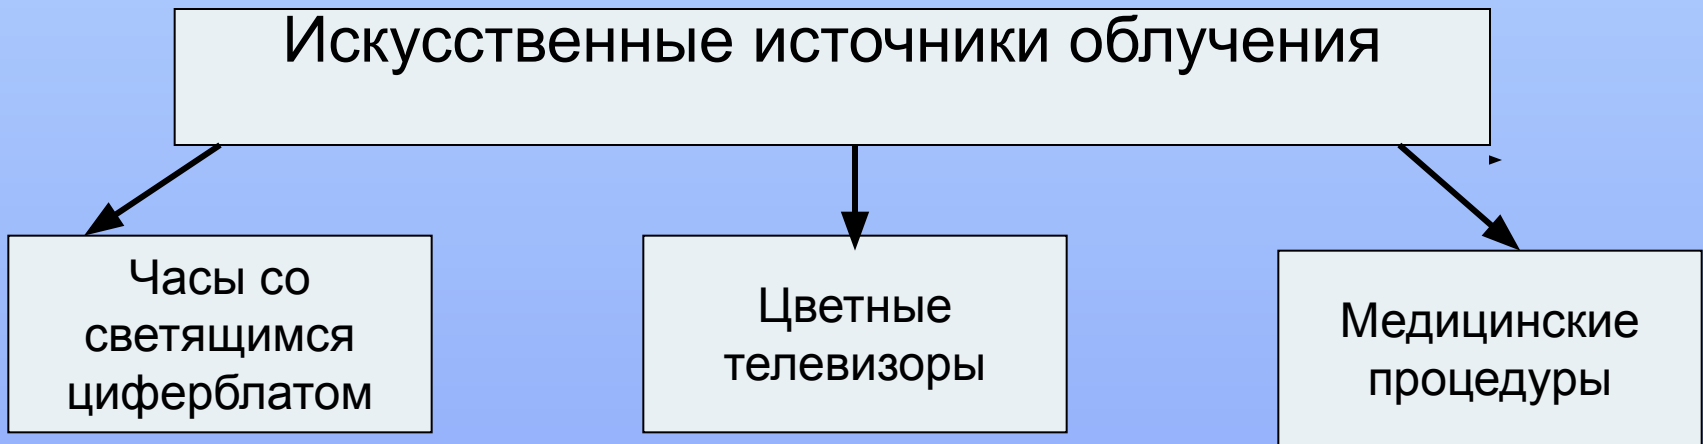 Искусственные источники облучения
Часы со
светящимся
циферблатом
Цветные
телевизоры
Медицинские
процедуры